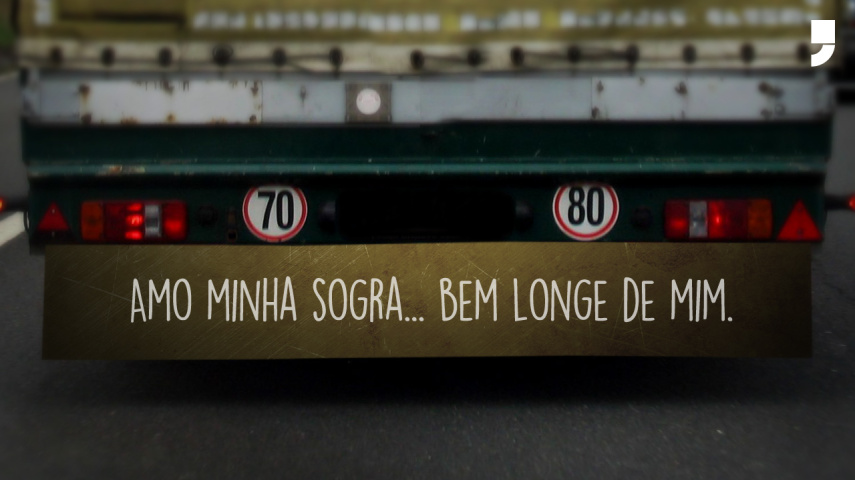 70 80
AMO MINHA SOGRA... BEM LONGE DE MIM.